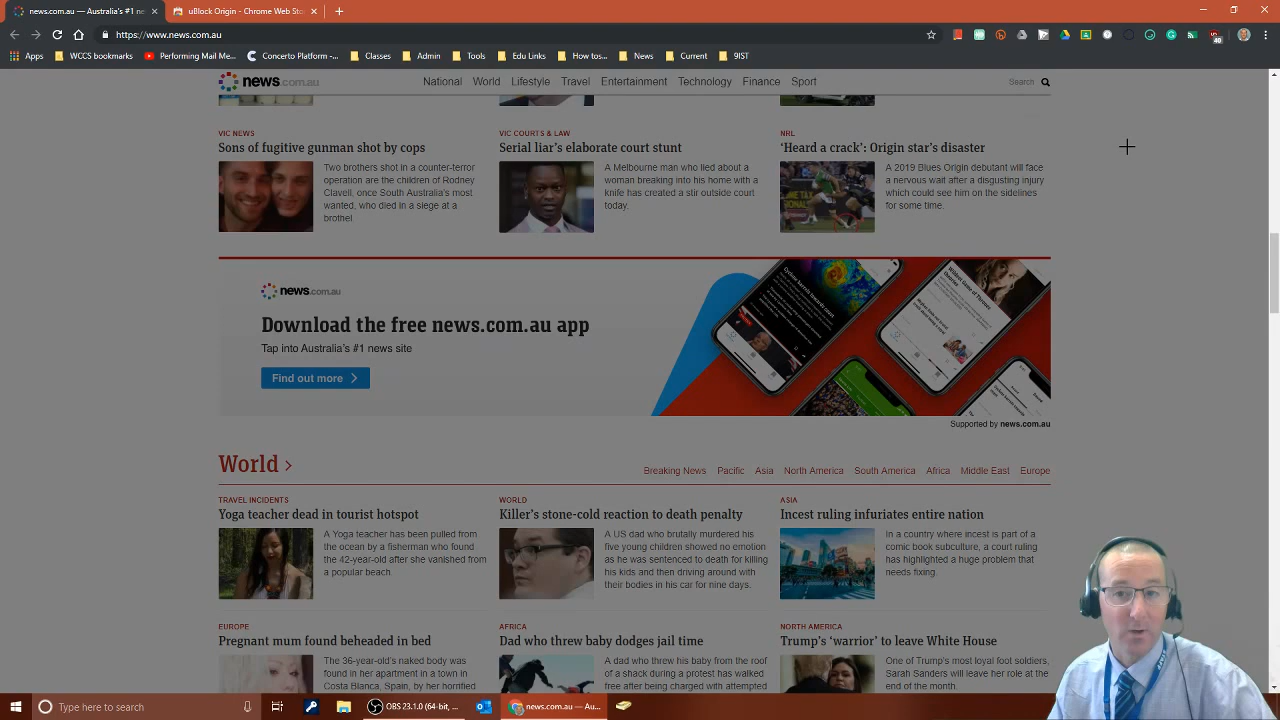 news.com.au — Australia's #1 ne
uBlock Origin - Chrome Web Sto
https://www.news.com.au
40
Apps
WCCS bookmarks
Performing Mail Me...
Concerto Platform -...
Classes
Admin
Tools
Edu Links
How tos...
News
Current
9IST
news.com.au
National
World
Lifestyle
Travel
Entertainment
Technology
Finance
Sport
Search
VIC NEWS
Sons of fugitive gunman shot by cops
Two brothers shot in a counter-terror
operation are the children of Rodney
Clavell, once South Australia's most
wanted, who died in a siege at a
brothel.
VIC COURTS & LAW
Serial liar's elaborate court stunt
A Melbourne man who lied about a
woman breaking into his home with a
knife has created a stir outside court
today.
NRL
'Heard a crack': Origin star's disaster
A 2019 Blues Origin debutant will face
a nervous wait after a disgusting injury
which could see him on the sidelines
for some time.
news.com.au
Download the free news.com.au app
Tap into Australia's #1 news site
Find out more
Supported by news.com.au
World
Breaking News
Pacific
Asia
North America
South America
Africa
Middle East
Europe
TRAVEL INCIDENTS
Yoga teacher dead in tourist hotspot
A Yoga teacher has been pulled from
the ocean by a fisherman who found
the 42-year-old after she vanished from
a popular beach.
WORLD
Killer's stone-cold reaction to death penalty
A US dad who brutally murdered his
five young children showed no emotion
as he was sentenced to death for killing
his kids and then driving around with
their bodies in his car for nine days.
ASIA
Incest ruling infuriates entire nation
In a country where incest is part of a
comic book subculture, a court ruling
has highlighted a huge problem that
needs fixing.
EUROPE
Pregnant mum found beheaded in bed
The 36-year-old's naked body was
found in her apartment in a town in
Costa Blanca, Spain, by her horrified
AFRICA
Dad who threw baby dodges jail time
A dad who threw his baby from the roof
of a shack during a protest has walked
free after being charged with attempted
NORTH AMERICA
Trump's 'warrior' to leave White House
One of Trump's most loyal foot soldiers,
Sarah Sanders will leave her role at the
end of the month.
Type here to search
OBS 23.1.0 (64-bit, ...
news.com.au — Au...